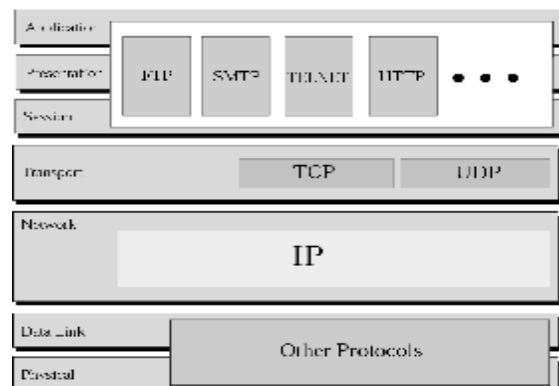 Application
Presentation
FTP SMTP TELNET HTTP
Session
Transport
TCP UDP
Network
IP
Data Link
Other Protocols
Physical